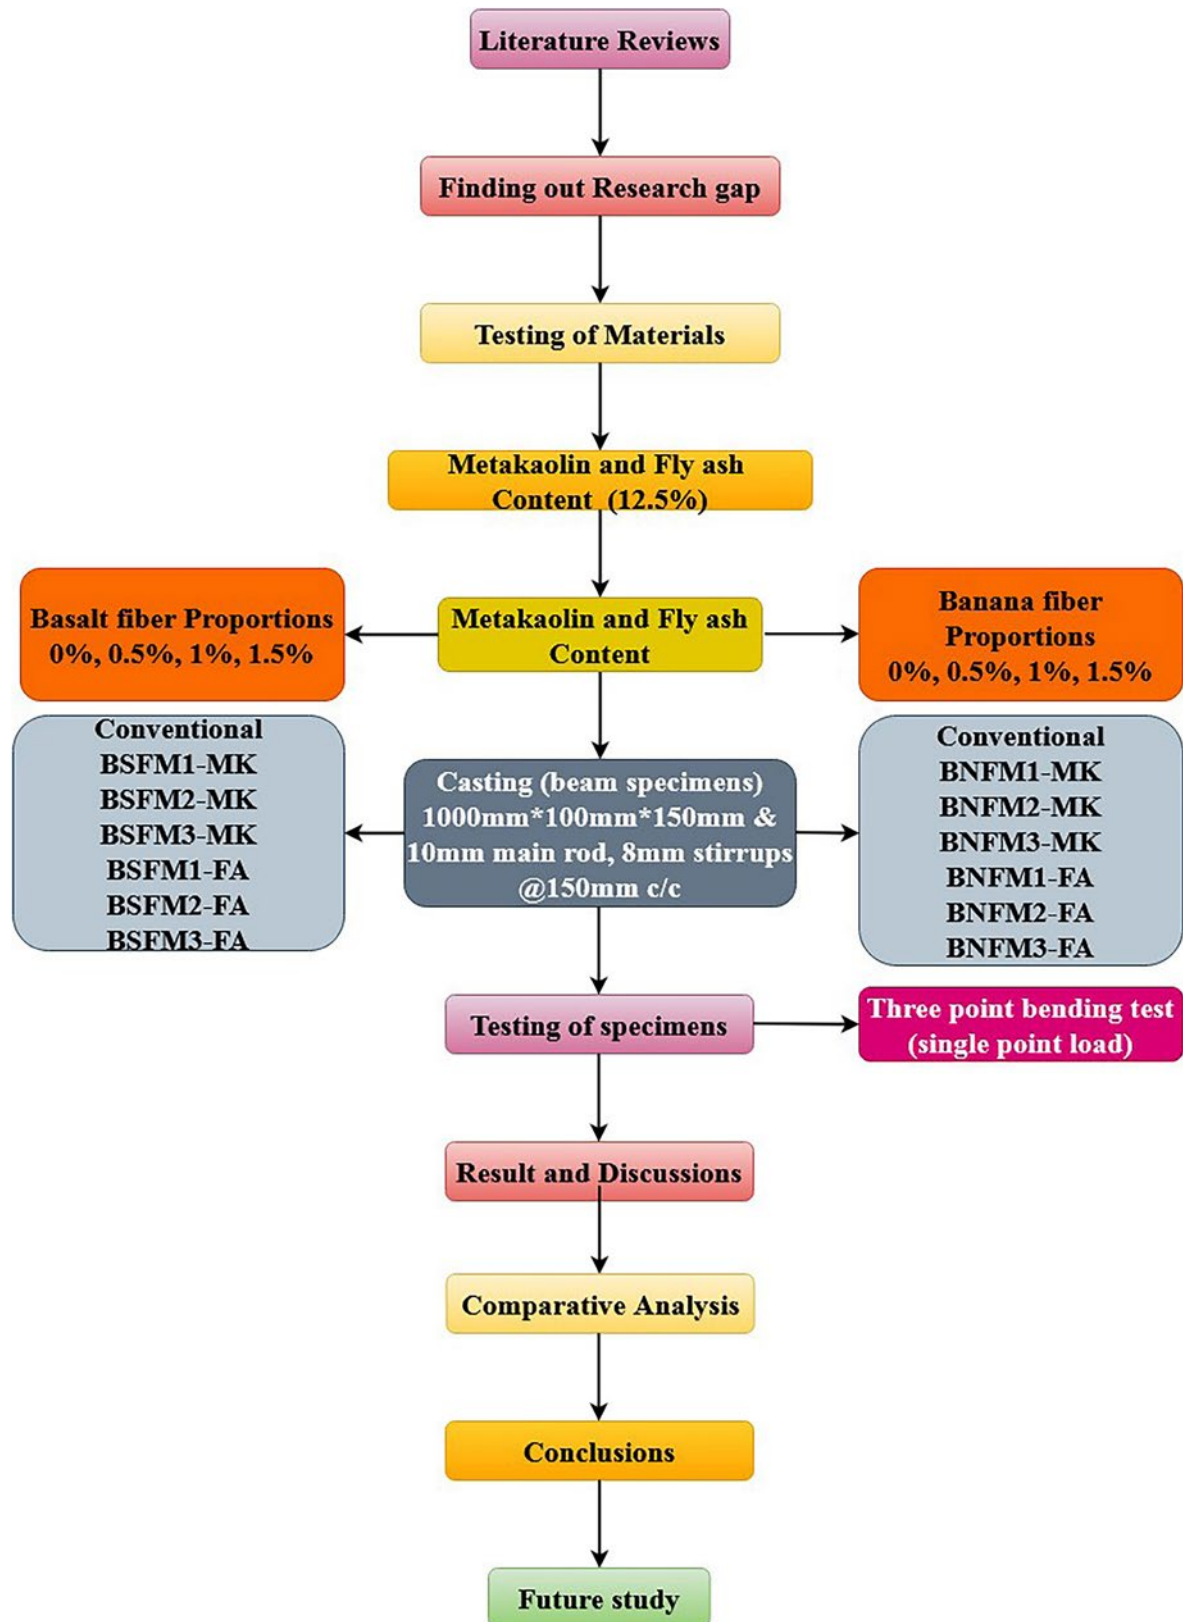 Literature Reviews
Finding out Research gap
Testing of Materials
Metakaolin and Fly ash
Content (12.5%)
Basalt fiber Proportions
0%, 0.5%, 1%, 1.5%
Metakaolin and Fly ash
Content
Banana fiber
Proportions
0%, 0.5%, 1%, 1.5%
Conventional
BSFM1-MK
BSFM2-MK
BSFM3-MK
BSFM1-FA
BSFM2-FA
BSFM3-FA
Casting (beam specimens)
1000mm*100mm*150mm &
10mm main rod, 8mm stirrups
@150mm c/c
Conventional
BNFM1-MK
BNFM2-MK
BNFM3-MK
BNFM1-FA
BNFM2-FA
BNFM3-FA
Testing of specimens
Three point bending test
(single point load)
Result and Discussions
Comparative Analysis
Conclusions
Future study